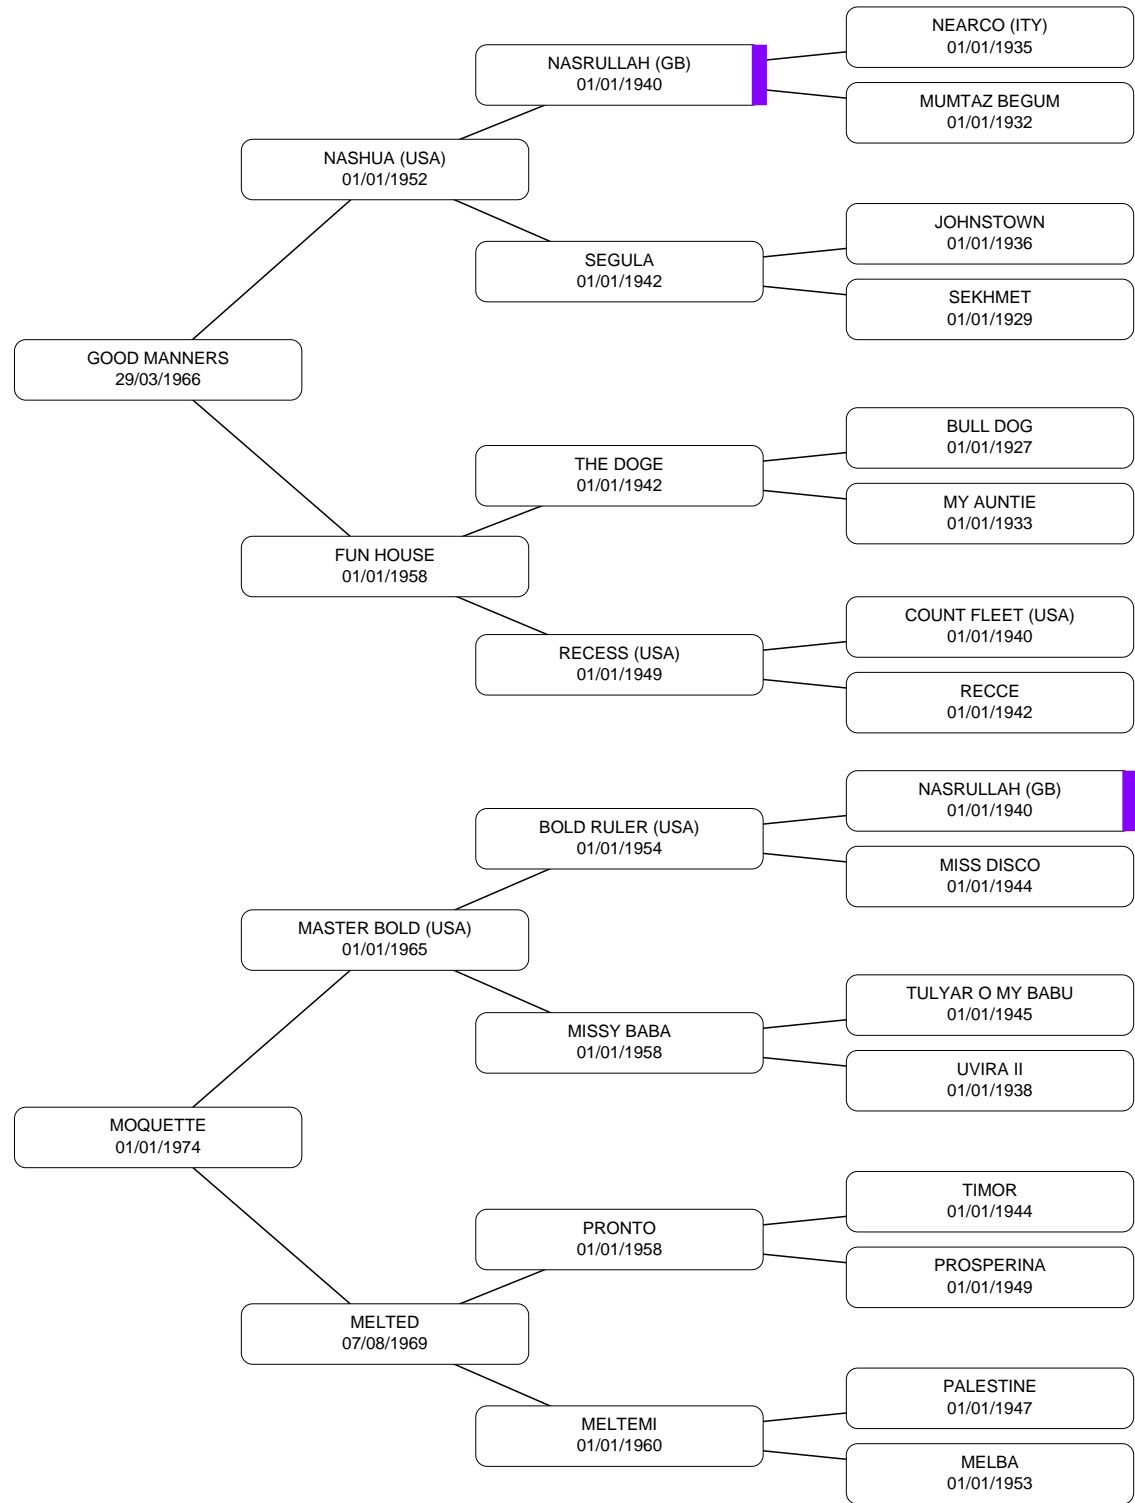 NEARCO (ITY)
01/01/1935
NASRULLAH (GB)
01/01/1940
MUMTAZ BEGUM
01/01/1932
NASHUA (USA)
01/01/1952
JOHNSTOWN
01/01/1936
SEGULA
01/01/1942
SEKHMET
01/01/1929
GOOD MANNERS
29/03/1966
BULL DOG
01/01/1927
THE DOGE
01/01/1942
MY AUNTIE
01/01/1933
FUN HOUSE
01/01/1958
COUNT FLEET (USA)
01/01/1940
RECESS (USA)
01/01/1949
RECCE
01/01/1942
NASRULLAH (GB)
01/01/1940
BOLD RULER (USA)
01/01/1954
MISS DISCO
01/01/1944
MASTER BOLD (USA)
01/01/1965
TULYAR O MY BABU
01/01/1945
MISSY BABA
01/01/1958
UVIRA II
01/01/1938
MOQUETTE
01/01/1974
TIMOR
01/01/1944
PRONTO
01/01/1958
PROSPERINA
01/01/1949
MELTED
07/08/1969
PALESTINE
01/01/1947
MELTEMI
01/01/1960
MELBA
01/01/1953